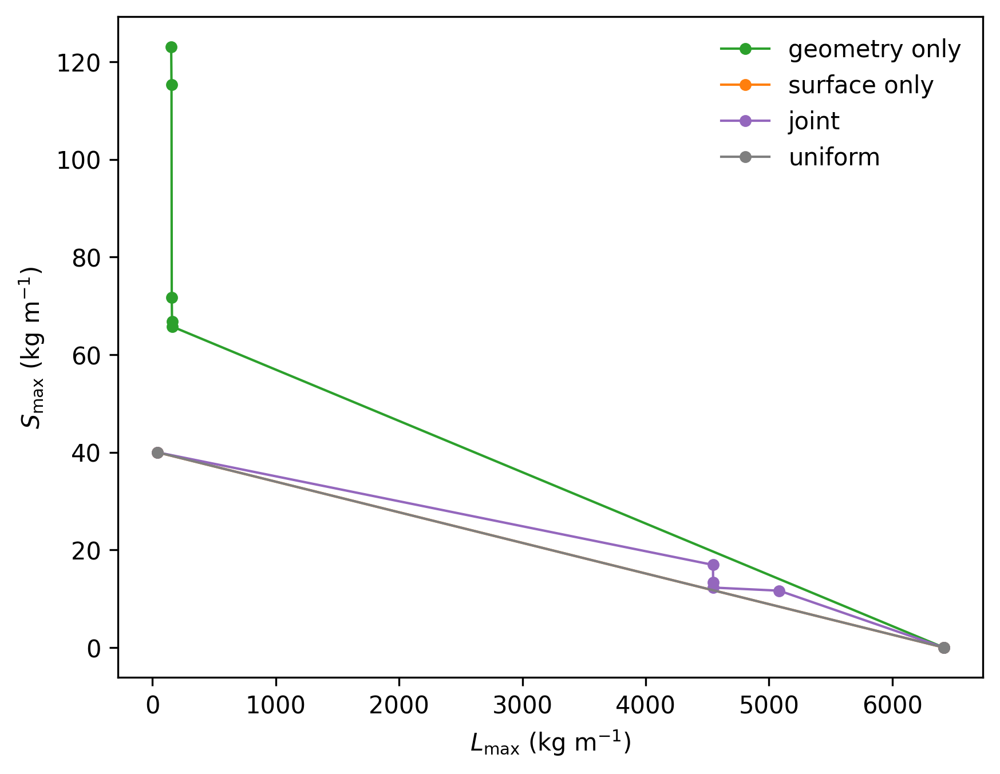 geometry only
surface only
joint
uniform
120
100
80
60
40
20
0
S_max (kg m⁻¹)
0 1000 2000 3000 4000 5000 6000
L_max (kg m⁻¹)